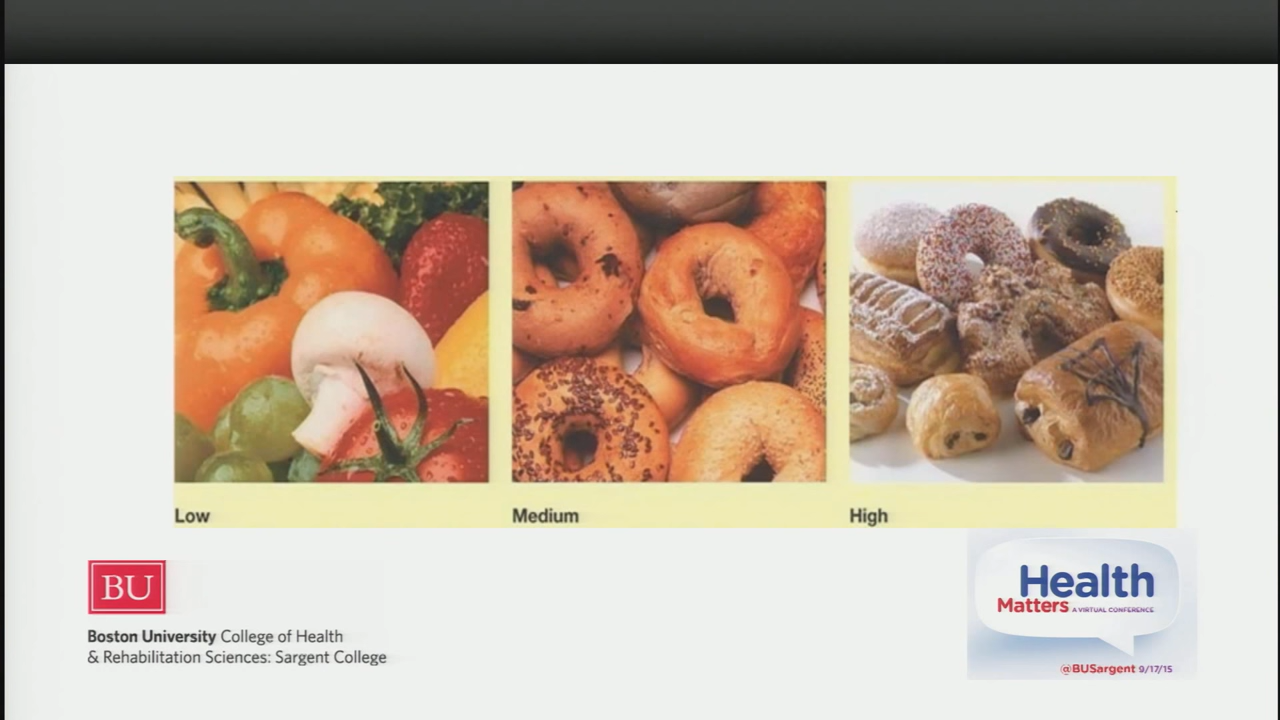 Low
Medium
High
BU
Boston University College of Health
& Rehabilitation Sciences: Sargent College
Health
Matters A VIRTUAL CONFERENCE
@BUSargent 9/17/15